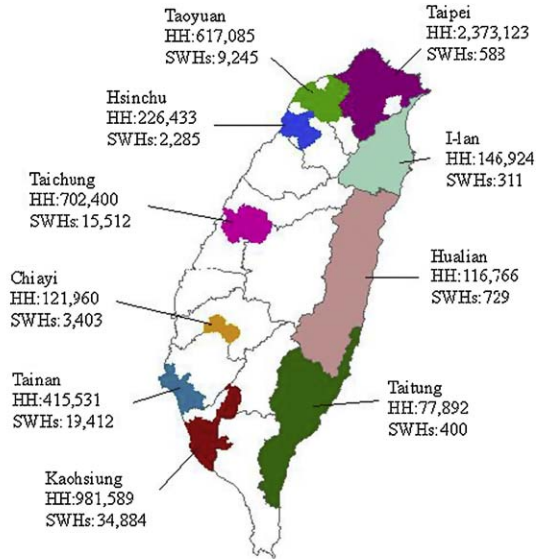 Taoyuan
HH:617,085
SWHs:9,245
Taipei
HH:2,373,123
SWHs:583
Hsinchu
HH:226,433
SWHs:2,285
I-lan
HH:146,924
SWHs:311
Taichung
HH:702,400
SWHs:15,512
Hualian
HH:116,766
SWHs:729
Chiayi
HH:121,960
SWHs:3,403
Tainan
HH:415,531
SWHs:19,412
Taitung
HH:77,892
SWHs:400
Kaohsiung
HH:981,589
SWHs:34,884